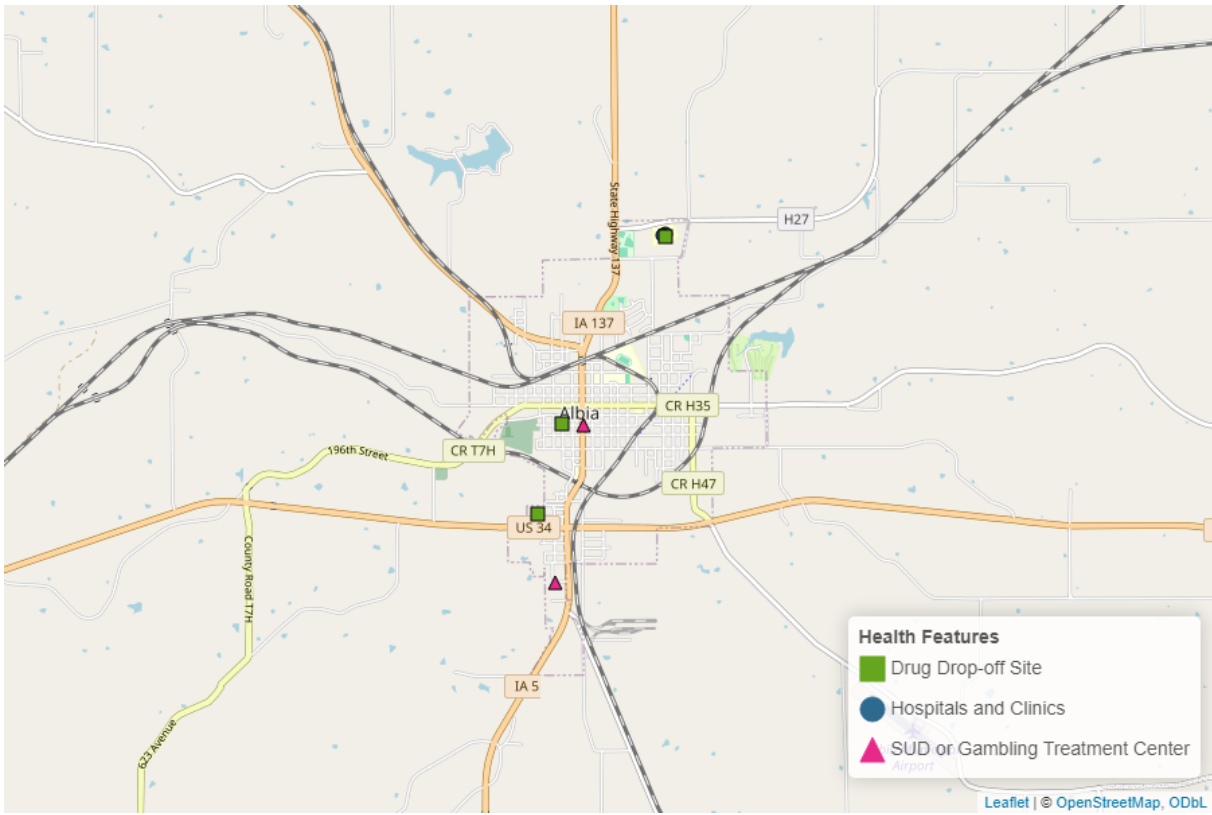 State Highway 137
H27
IA 137
Albia
CR H35
196th Street
CR T7H
CR H47
US 34
County Road T7H
IA 5
623 Avenue
Health Features
Drug Drop-off Site
Hospitals and Clinics
SUD or Gambling Treatment Center
Airport
Leaflet | © OpenStreetMap, ODbL